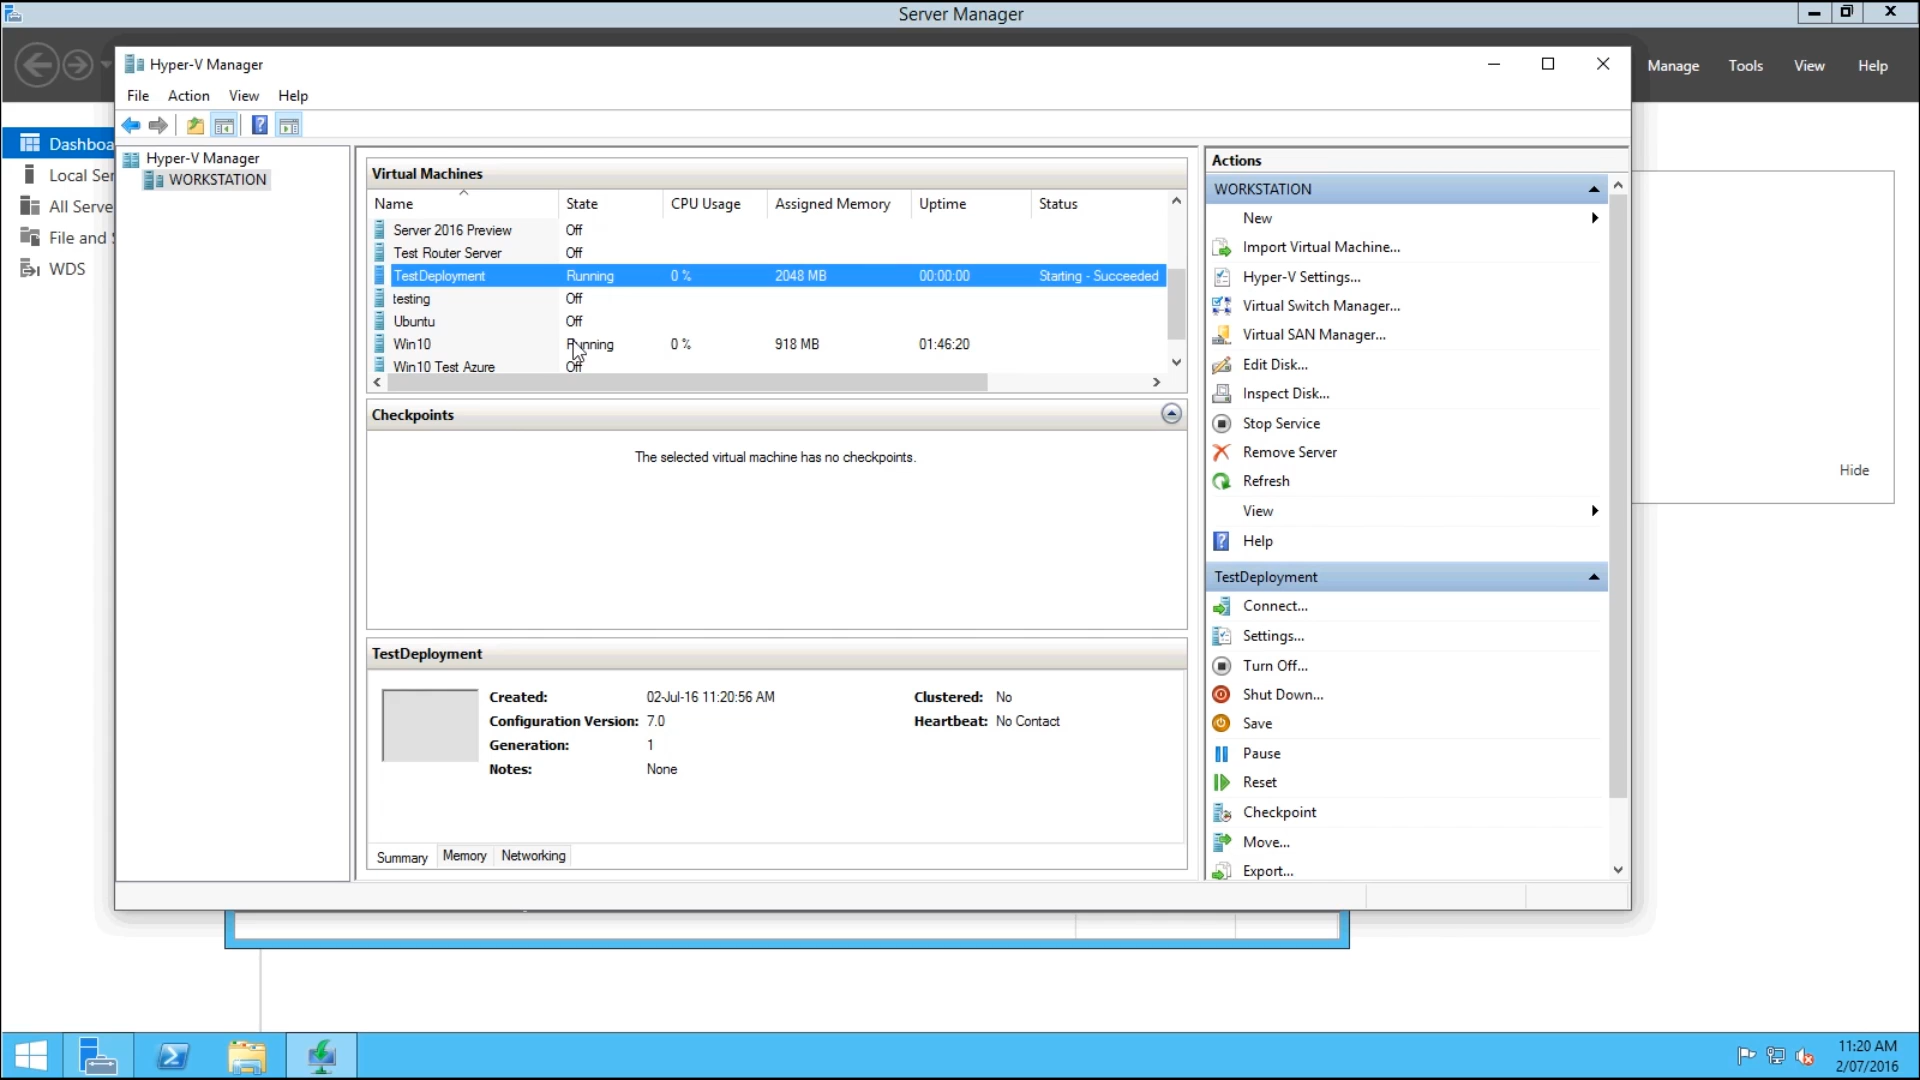 Server Manager
Hyper-V Manager
Manage Tools View Help
File Action View Help
Dashboa
Local Ser
All Serve
File and
WDS
Hyper-V Manager
WORKSTATION
Virtual Machines
Name State CPU Usage Assigned Memory Uptime Status
Server 2016 Preview Off
Test Router Server Off
TestDeployment Running 0 % 2048 MB 00:00:00 Starting - Succeeded
testing Off
Ubuntu Off
Win10 Running 0 % 918 MB 01:46:20
Win10 Test Azure Off
Checkpoints
The selected virtual machine has no checkpoints.
TestDeployment
Created: 02-Jul-16 11:20:56 AM Clustered: No
Configuration Version: 7.0 Heartbeat: No Contact
Generation: 1
Notes: None
Summary Memory Networking
Actions
WORKSTATION
New
Import Virtual Machine...
Hyper-V Settings...
Virtual Switch Manager...
Virtual SAN Manager...
Edit Disk...
Inspect Disk...
Stop Service
Remove Server
Refresh
View
Help
TestDeployment
Connect...
Settings...
Turn Off...
Shut Down...
Save
Pause
Reset
Checkpoint
Move...
Export...
Hide
11:20 AM
2/07/2016